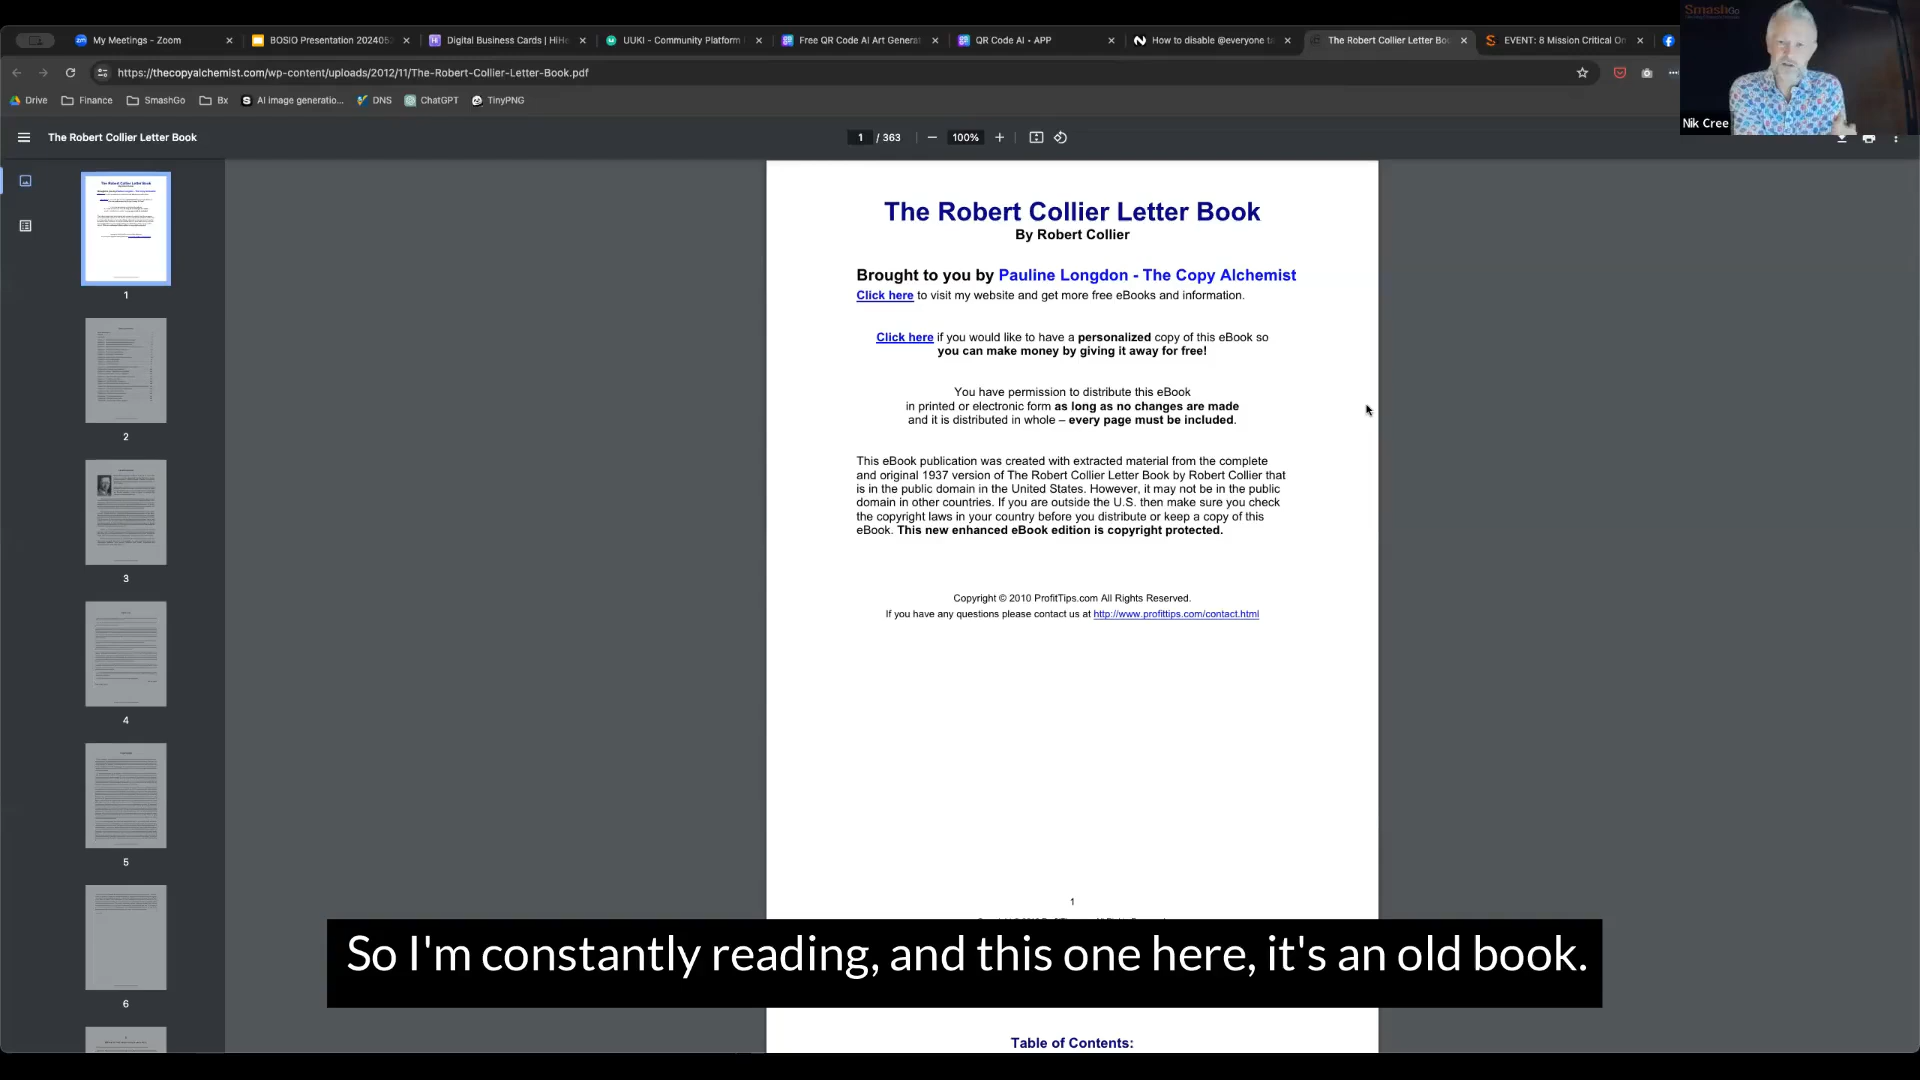 SmashGo
My Meetings - Zoom
BOSIO Presentation 2024052
Digital Business Cards | HiHe
UUKI - Community Platform
Free QR Code AI Art Generat
QR Code AI • APP
How to disable @everyone ta
The Robert Collier Letter Boo
EVENT: 8 Mission Critical On
https://thecopyalchemist.com/wp-content/uploads/2012/11/The-Robert-Collier-Letter-Book.pdf
Drive
Finance
SmashGo
Bx
AI image generatio...
DNS
ChatGPT
TinyPNG
Nik Cree
The Robert Collier Letter Book
1 / 363
100%
The Robert Collier Letter Book
By Robert Collier
Brought to you by Pauline Longdon - The Copy Alchemist
Click here to visit my website and get more free eBooks and information.
Click here if you would like to have a personalized copy of this eBook so
you can make money by giving it away for free!
You have permission to distribute this eBook
in printed or electronic form as long as no changes are made
and it is distributed in whole – every page must be included.
This eBook publication was created with extracted material from the complete
and original 1937 version of The Robert Collier Letter Book by Robert Collier that
is in the public domain in the United States. However, it may not be in the public
domain in other countries. If you are outside the U.S. then make sure you check
the copyright laws in your country before you distribute or keep a copy of this
eBook. This new enhanced eBook edition is copyright protected.
Copyright © 2010 ProfitTips.com All Rights Reserved.
If you have any questions please contact us at http://www.profittips.com/contact.html
1
1
2
3
4
5
6
So I'm constantly reading, and this one here, it's an old book.
Table of Contents: